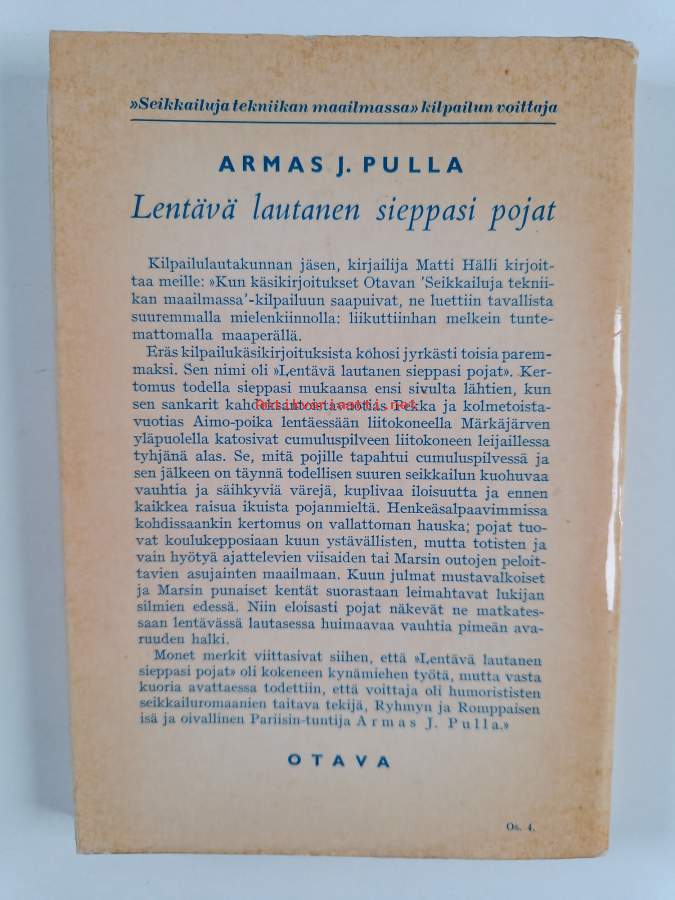 »Seikkailuja tekniikan maailmassa» kilpailun voittaja
ARMAS J. PULLA
Lentävä lautanen sieppasi pojat
Kilpailulautakunnan jäsen, kirjailija Matti Hälli kirjoit-
taa meille: »Kun käsikirjoitukset Otavan 'Seikkailuja teknii-
kan maailmassa'-kilpailuun saapuivat, ne luettiin tavallista
suuremmalla mielenkiinnolla: liikuttiinhan melkein tunte-
mattomalla maaperällä.
Eräs kilpailukäsikirjoituksista kohosi jyrkästi toisia parem-
maksi. Sen nimi oli »Lentävä lautanen sieppasi pojat». Ker-
tomus todella sieppasi mukaansa ensi sivulta lähtien, kun
sen sankarit kahdeksantoistavuotias Pekka ja kolmetoista-
vuotias Aimo-poika lentäessään liitokoneella Märkäjärven
yläpuolella katosivat cumuluspilveen liitokoneen leijaillessa
tyhjänä alas. Se, mitä pojille tapahtui cumuluspilvessä ja
sen jälkeen on täynnä todellisen suuren seikkailun kuohuvaa
vauhtia ja säihkyviä värejä, kuplivaa iloisuutta ja ennen
kaikkea raisua ikuista pojanmieltä. Henkeäsalpaavimmissa
kohdissaankin kertomus on vallattoman hauska; pojat tuo-
vat koulukepposiaan kuun ystävällisten, mutta totisten ja
vain hyötyä ajattelevien viisaiden tai Marsin outojen peloit-
tavien asujainten maailmaan. Kuun julmat mustavalkoiset
ja Marsin punaiset kentät suorastaan leimahtavat lukijan
silmien edessä. Niin eloisasti pojat näkevät ne matkates-
saan lentävässä lautasessa huimaavaa vauhtia pimeän ava-
ruuden halki.
Monet merkit viittasivat siihen, että »Lentävä lautanen
sieppasi pojat» oli kokeneen kynämiehen työtä, mutta vasta
kuoria avattaessa todettiin, että voittaja oli humorististen
seikkailuromaanien taitava tekijä, Ryhmyn ja Romppaisen
isä ja oivallinen Pariisin-tuntija Armas J. Pulla.»
OTAVA
Os. 4.